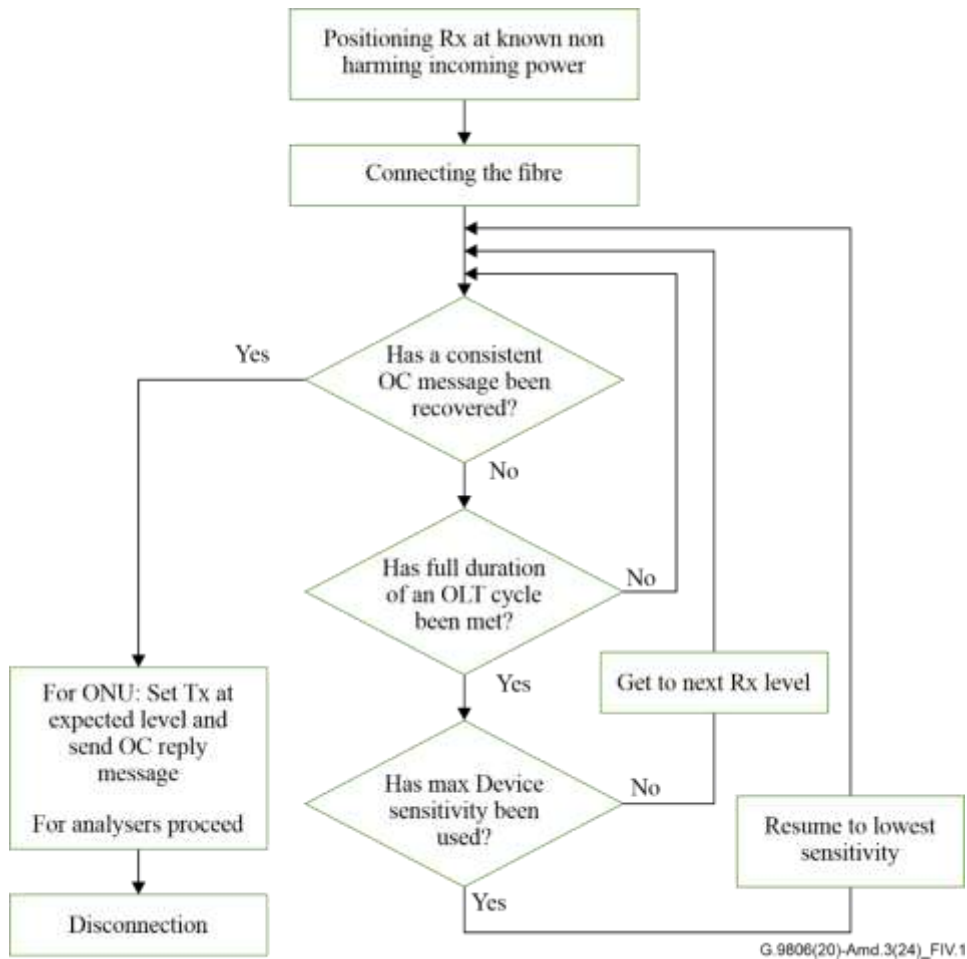 Positioning Rx at known non
harming incoming power
Connecting the fibre
Yes
Has a consistent
OC message been
recovered?
No
Has full duration
of an OLT cycle
been met?
No
Yes
For ONU: Set Tx at
expected level and
send OC reply
message
For analysers proceed
Get to next Rx level
Has max Device
sensitivity been
used?
No
Resume to lowest
sensitivity
Yes
Disconnection
G.9806(20)-Amd.3(24)_FIV.1